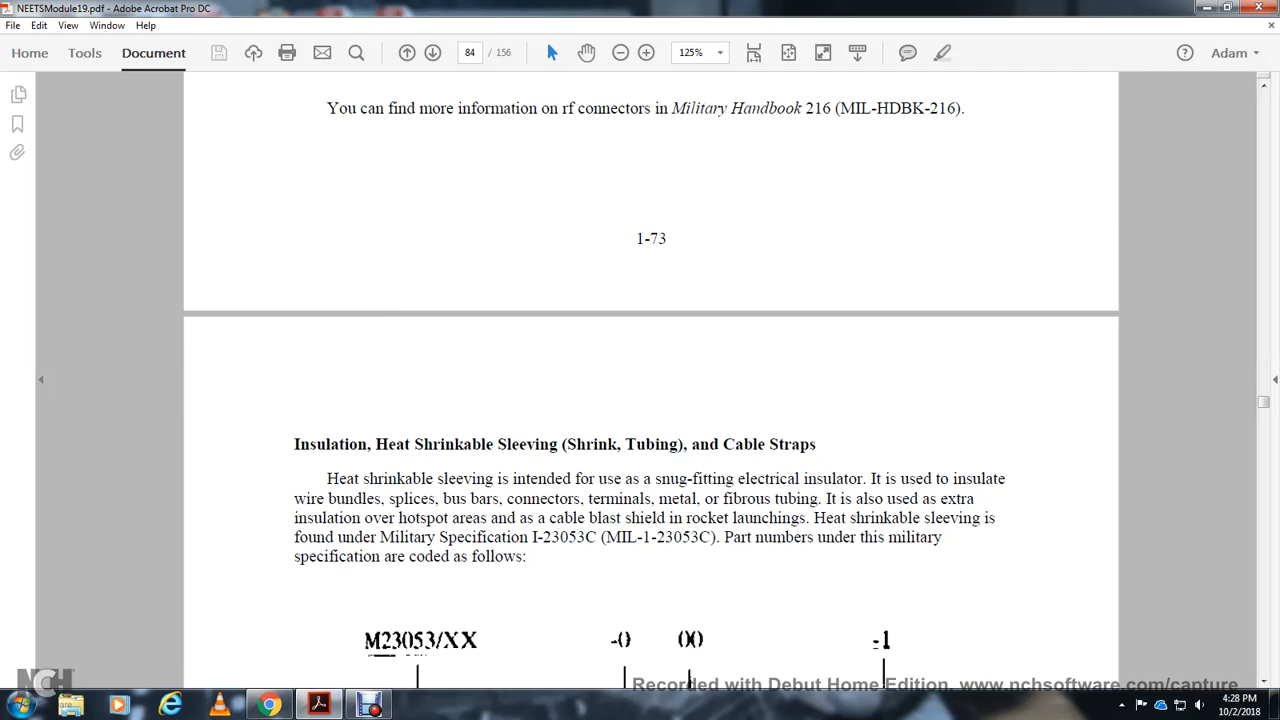 NEETSModule19.pdf - Adobe Acrobat Pro DC
File Edit View Window Help
Home Tools Document 84 / 156 125% Adam
You can find more information on rf connectors in Military Handbook 216 (MIL-HDBK-216).
1-73
Insulation, Heat Shrinkable Sleeving (Shrink, Tubing), and Cable Straps
Heat shrinkable sleeving is intended for use as a snug-fitting electrical insulator. It is used to insulate
wire bundles, splices, bus bars, connectors, terminals, metal, or fibrous tubing. It is also used as extra
insulation over hotspot areas and as a cable blast shield in rocket launchings. Heat shrinkable sleeving is
found under Military Specification I-23053C (MIL-1-23053C). Part numbers under this military
specification are coded as follows:
M23053/XX -0 00 -1
NCH
Recorded with Debut Home Edition. www.nchsoftware.com/capture
4:28 PM
10/2/2018